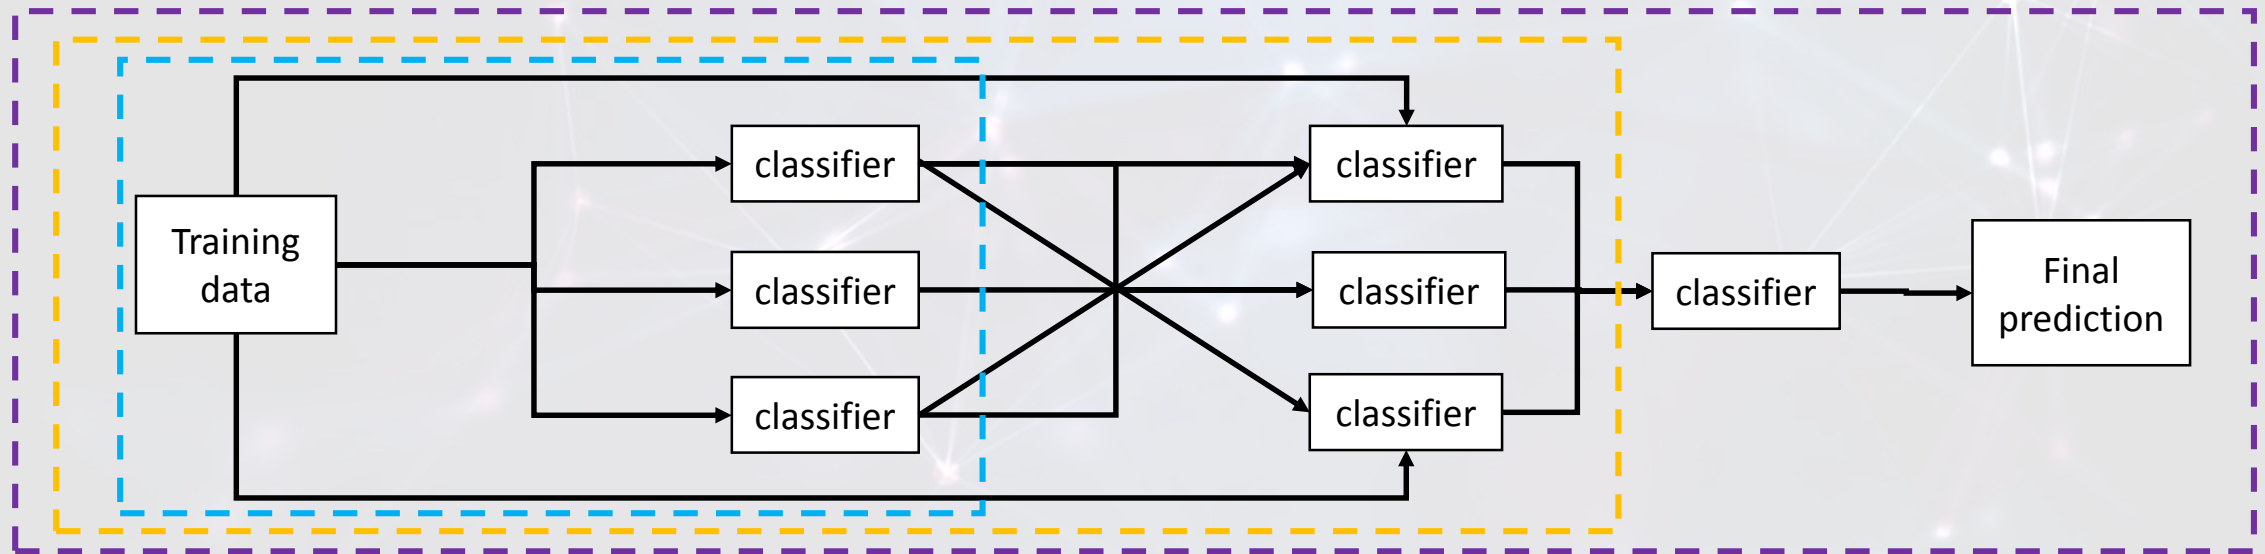 Training
data
classifier
classifier
classifier
classifier
classifier
classifier
classifier
Final
prediction